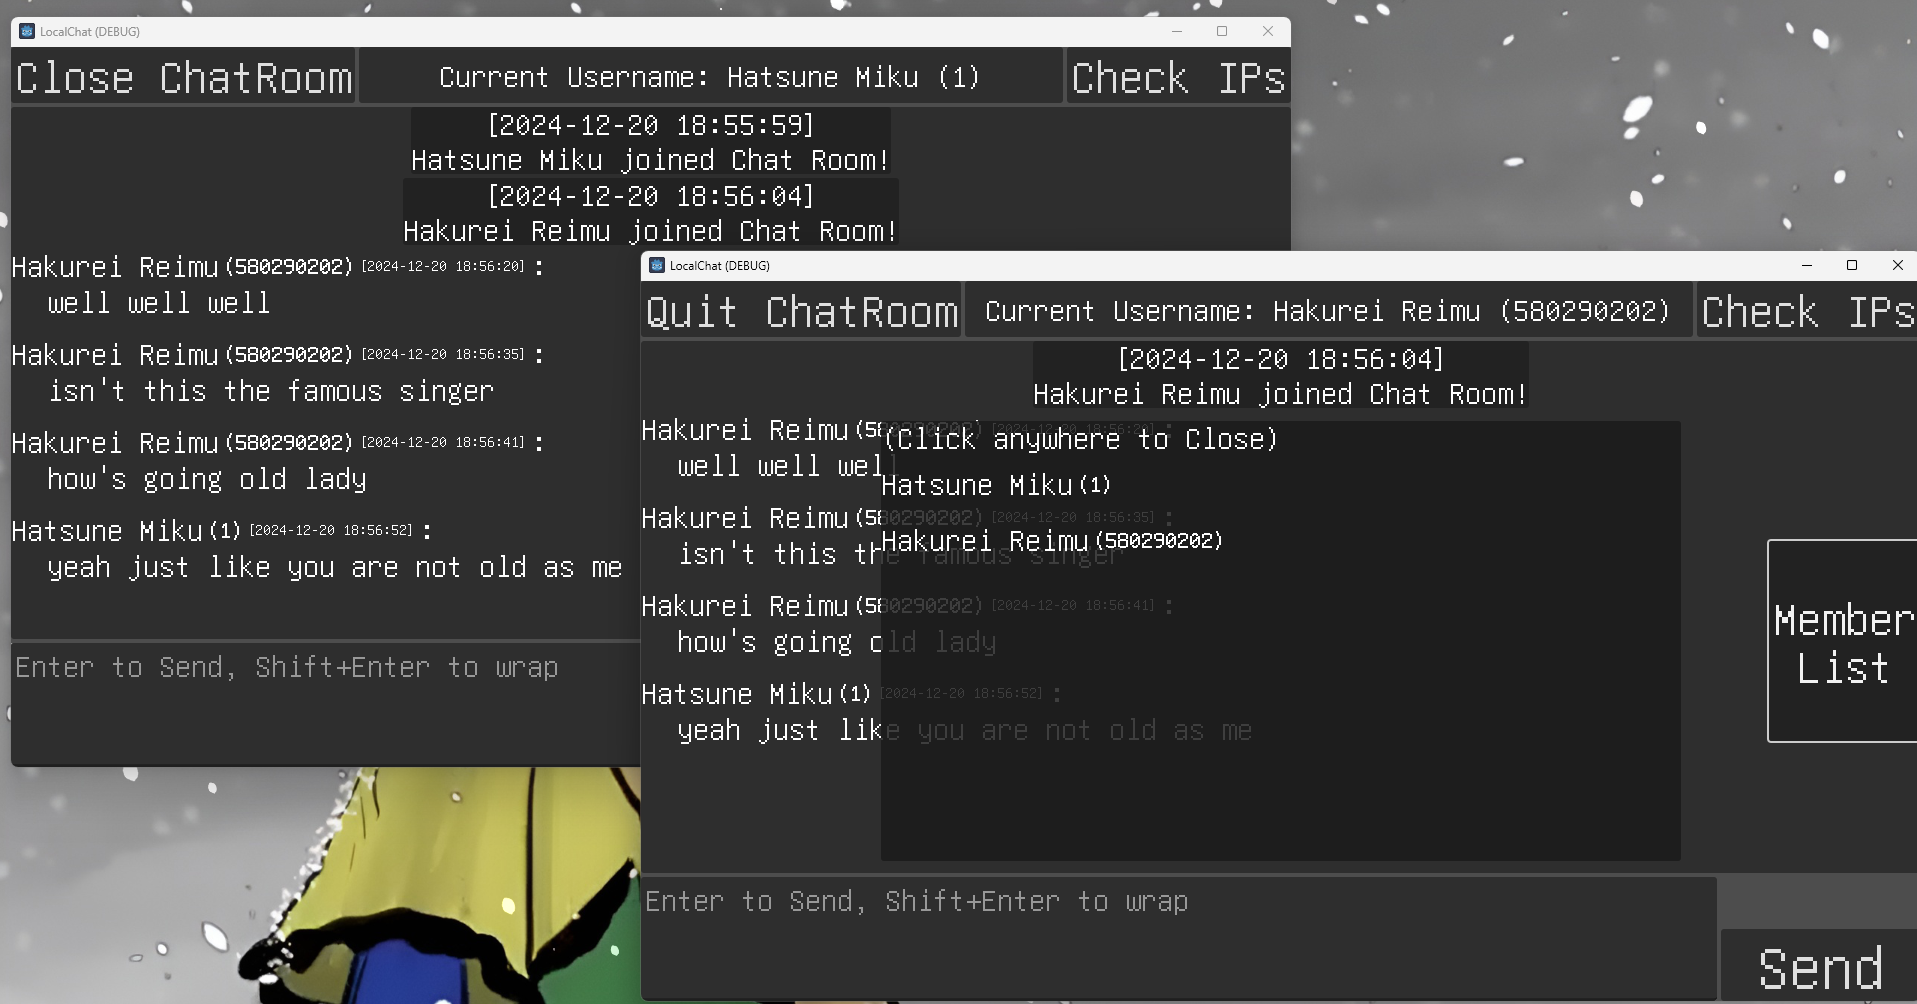 LocalChat (DEBUG)
Close ChatRoom
Current Username: Hatsune Miku (1)
Check IPs
[2024-12-20 18:55:59]
Hatsune Miku joined Chat Room!
[2024-12-20 18:56:04]
Hakurei Reimu joined Chat Room!
Hakurei Reimu(580290202) [2024-12-20 18:56:20] :
well well well
Hakurei Reimu(580290202) [2024-12-20 18:56:35] :
isn't this the famous singer
Hakurei Reimu(580290202) [2024-12-20 18:56:41] :
how's going old lady
Hatsune Miku(1) [2024-12-20 18:56:52] :
yeah just like you are not old as me
Enter to Send, Shift+Enter to wrap
LocalChat (DEBUG)
Quit ChatRoom
Current Username: Hakurei Reimu (580290202)
Check IPs
[2024-12-20 18:56:04]
Hakurei Reimu joined Chat Room!
Hakurei Reimu(580290202) [2024-12-20 18:56:20] :
well well well
Hakurei Reimu(580290202) [2024-12-20 18:56:35] :
isn't this the famous singer
Hakurei Reimu(580290202) [2024-12-20 18:56:41] :
how's going old lady
Hatsune Miku(1) [2024-12-20 18:56:52] :
yeah just like you are not old as me
(Click anywhere to Close)
Hatsune Miku(1)
Hakurei Reimu(580290202)
Member
List
Enter to Send, Shift+Enter to wrap
Send